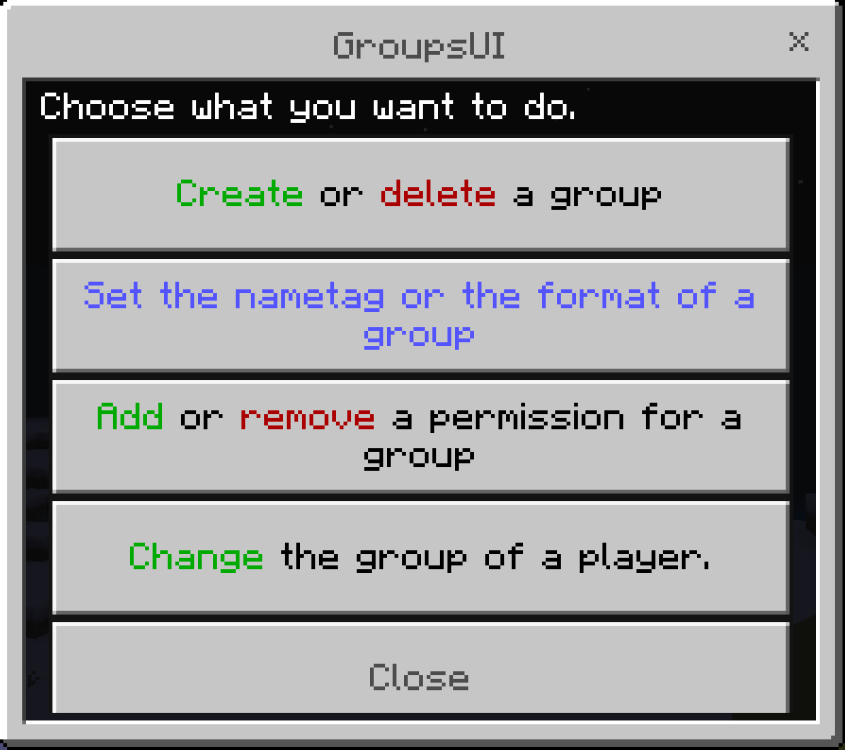 GroupsUI
Choose what you want to do.
Create or delete a group
Set the nametag or the format of a
group
Add or remove a permission for a
group
Change the group of a player.
Close